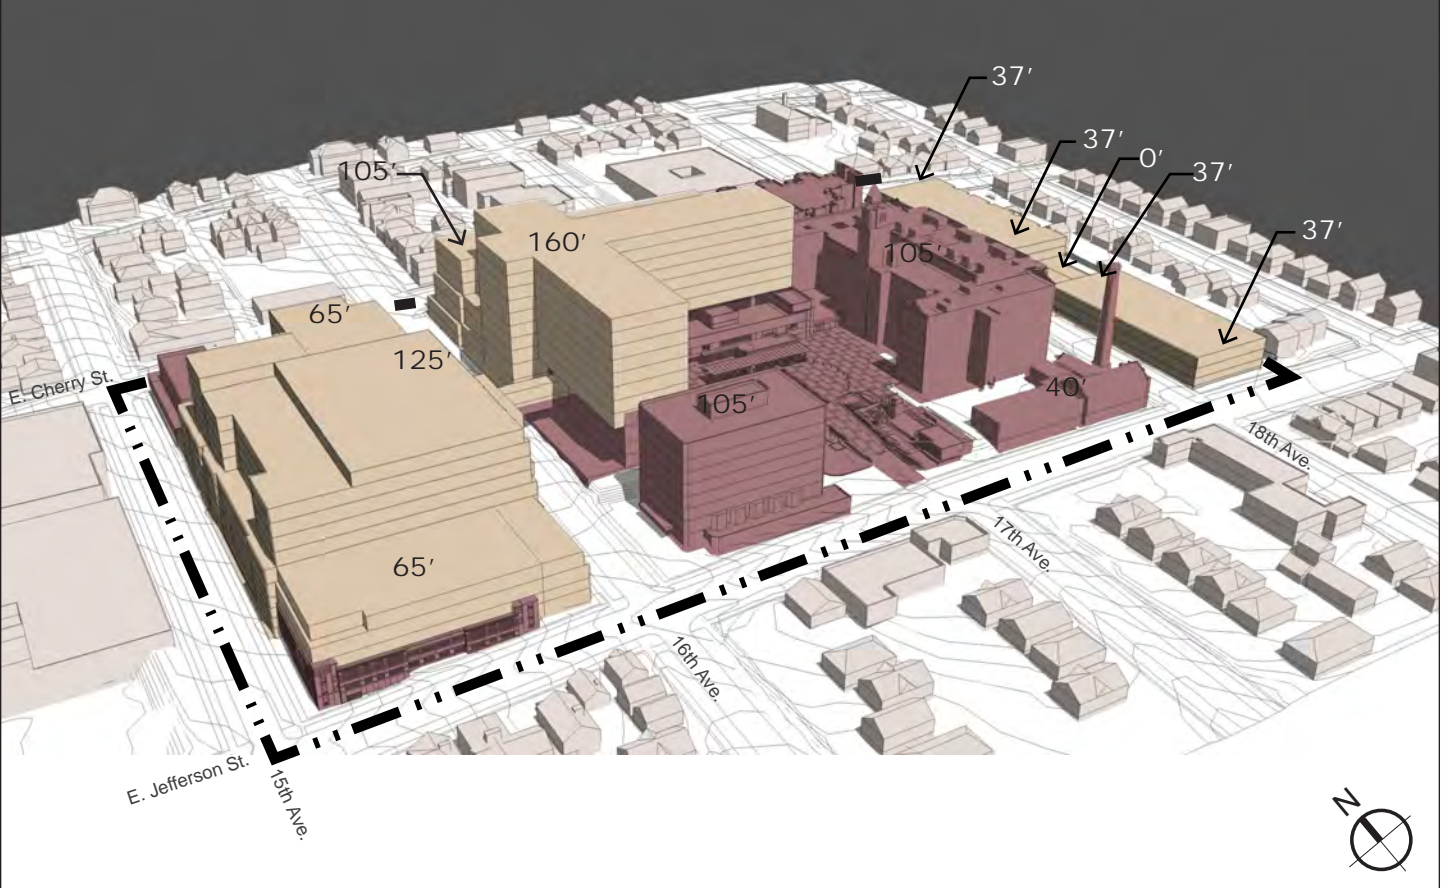 37'
37'
0'
37'
105'
37'
160'
105'
65'
125'
E. Cherry St.
105'
40'
18th Ave.
17th Ave.
65'
16th Ave.
E. Jefferson St.
15th Ave.
N